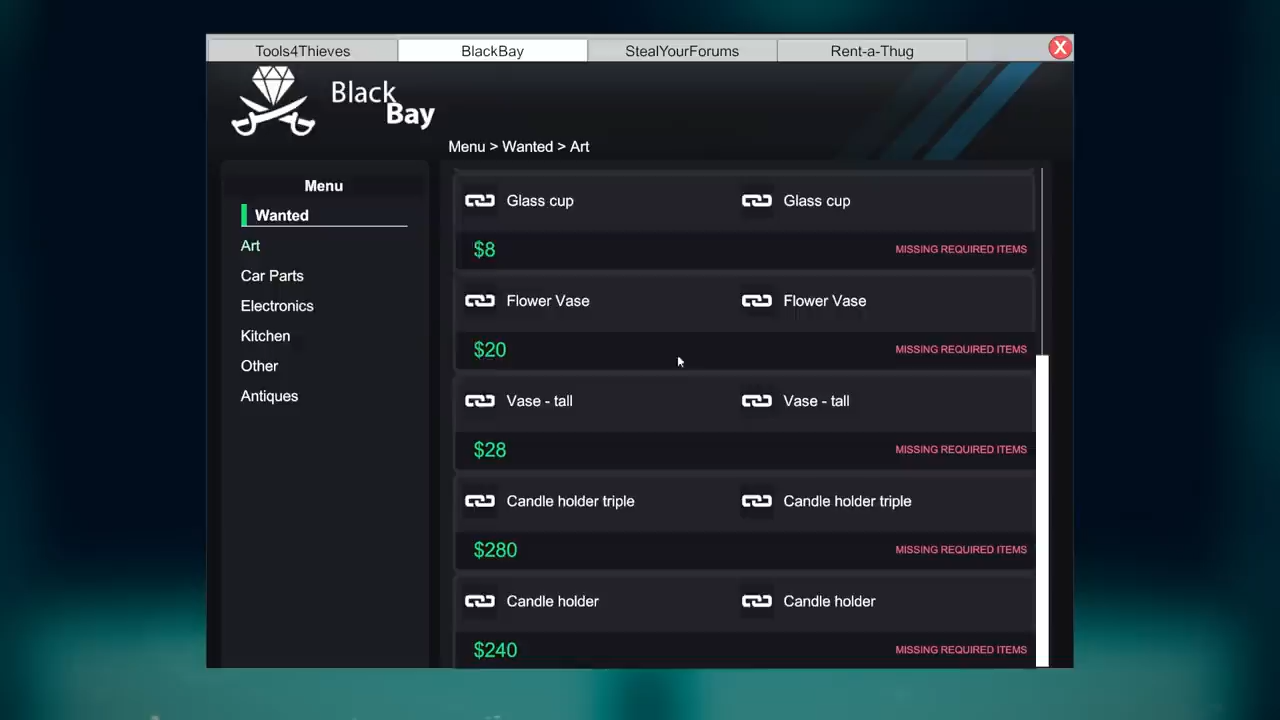 Tools4Thieves BlackBay StealYourForums Rent-a-Thug X
Black
Bay
Menu > Wanted > Art
Menu
Wanted
Art
Car Parts
Electronics
Kitchen
Other
Antiques
Glass cup Glass cup
$8 MISSING REQUIRED ITEMS
Flower Vase Flower Vase
$20 MISSING REQUIRED ITEMS
Vase - tall Vase - tall
$28 MISSING REQUIRED ITEMS
Candle holder triple Candle holder triple
$280 MISSING REQUIRED ITEMS
Candle holder Candle holder
$240 MISSING REQUIRED ITEMS